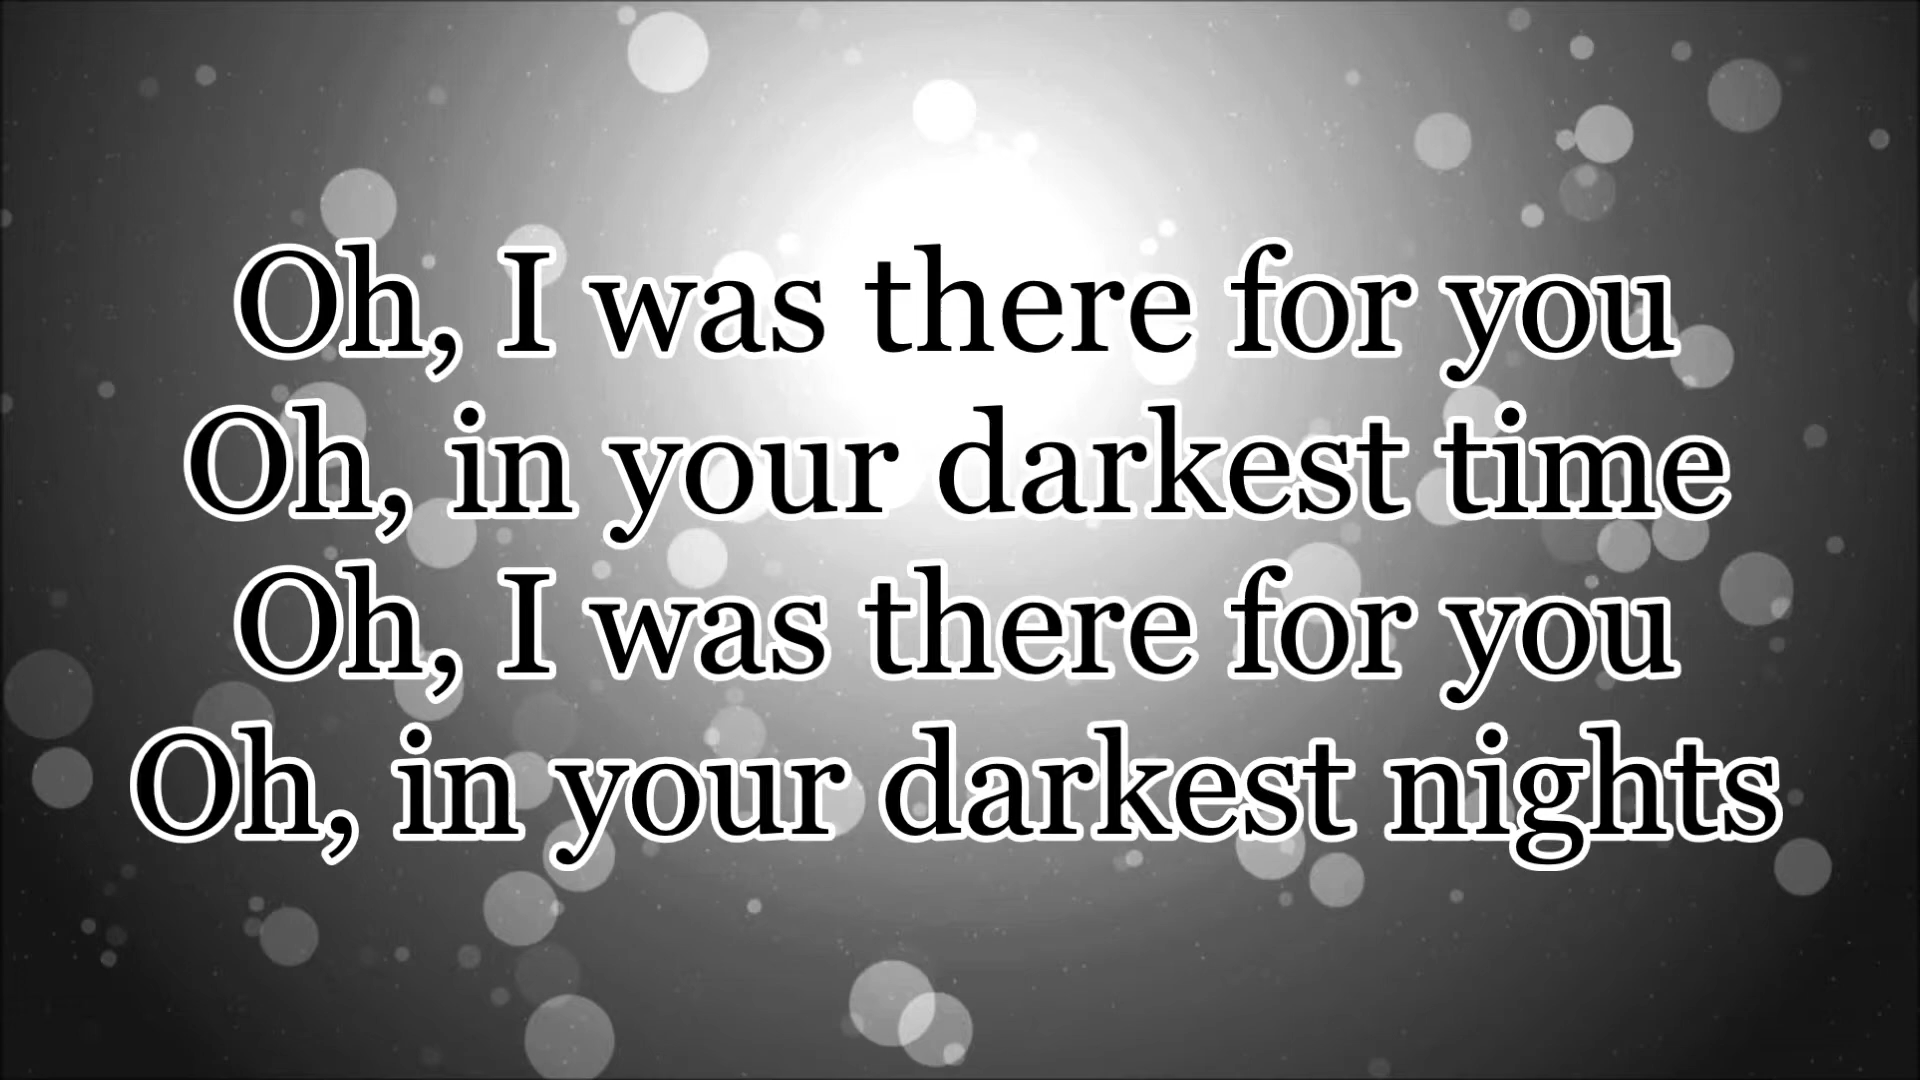 Oh, I was there for you
Oh, in your darkest time
Oh, I was there for you
Oh, in your darkest nights